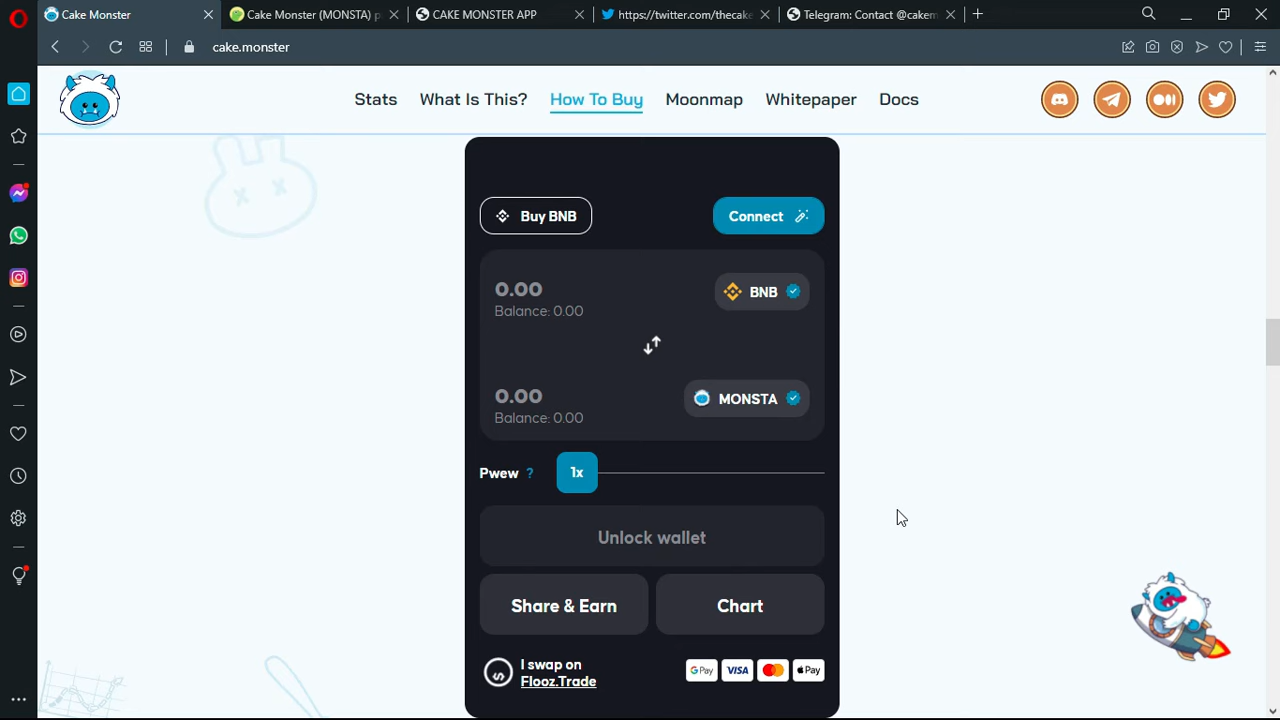 Cake Monster
Cake Monster (MONSTA) p
CAKE MONSTER APP
https://twitter.com/thecake
Telegram: Contact @cakem
cake.monster
Stats What Is This? How To Buy Moonmap Whitepaper Docs
Buy BNB
Connect
0.00
BNB
Balance: 0.00
0.00
MONSTA
Balance: 0.00
Pwew ? 1x
Unlock wallet
Share & Earn
Chart
I swap on
Flooz.Trade
G Pay VISA Pay